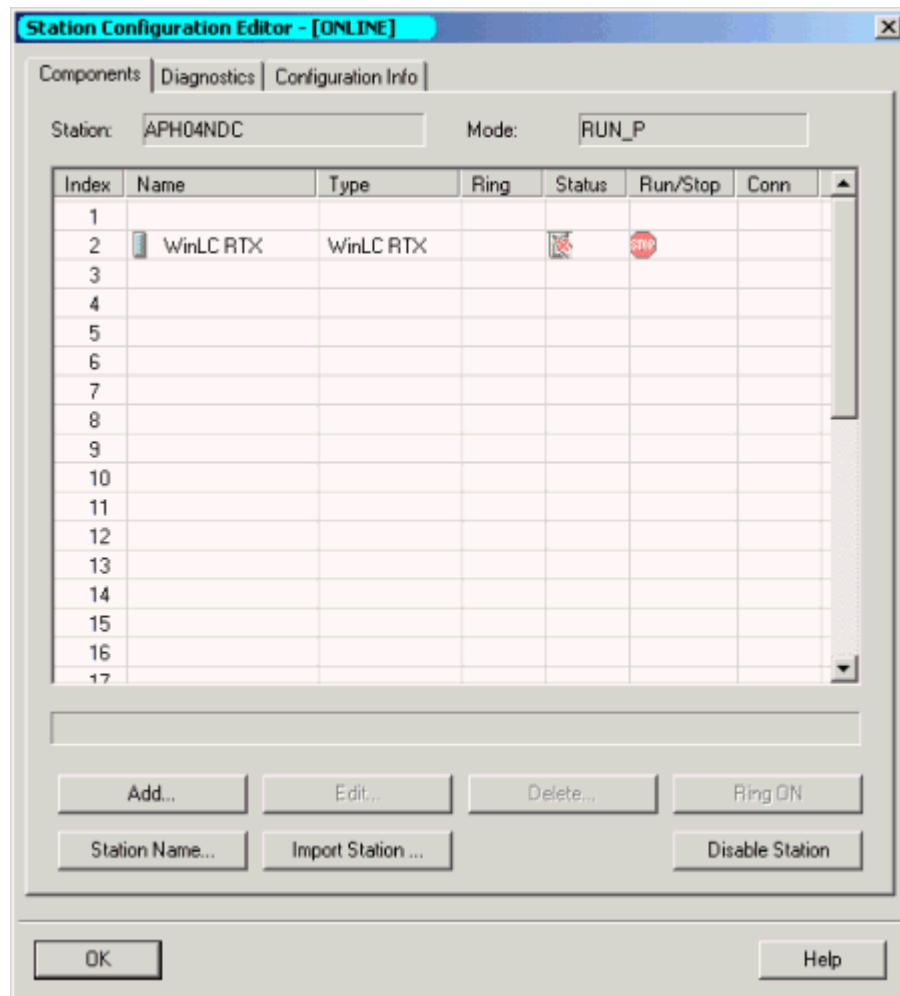 Station Configuration Editor - [ONLINE]
Components Diagnostics Configuration Info
Station: APH04NDC Mode: RUN_P
Index Name Type Ring Status Run/Stop Conn
1
2 WinLC RTX WinLC RTX STOP
3
4
5
6
7
8
9
10
11
12
13
14
15
16
17
Add... Edit... Delete... Ring ON
Station Name... Import Station ... Disable Station
OK Help